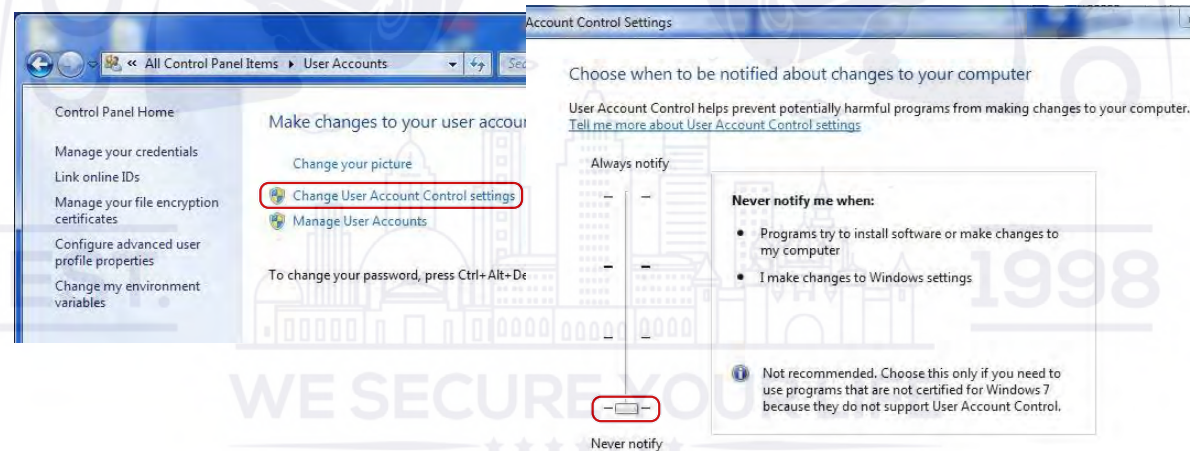 « All Control Panel Items ▸ User Accounts
Control Panel Home
Manage your credentials
Link online IDs
Manage your file encryption
certificates
Configure advanced user
profile properties
Change my environment
variables
Make changes to your user accour
Change your picture
Change User Account Control settings
Manage User Accounts
To change your password, press Ctrl+Alt+De
Account Control Settings
Choose when to be notified about changes to your computer
User Account Control helps prevent potentially harmful programs from making changes to your computer.
Tell me more about User Account Control settings
Always notify
Never notify me when:
• Programs try to install software or make changes to
my computer
• I make changes to Windows settings
Not recommended. Choose this only if you need to
use programs that are not certified for Windows 7
because they do not support User Account Control.
Never notify
EST.
1998
WE SECURE YOUR LIFE